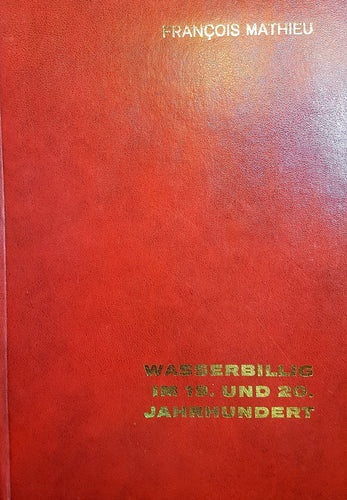 FRANÇOIS MATHIEU
WASSERBILLIG
IM 19. UND 20.
JAHRHUNDERT